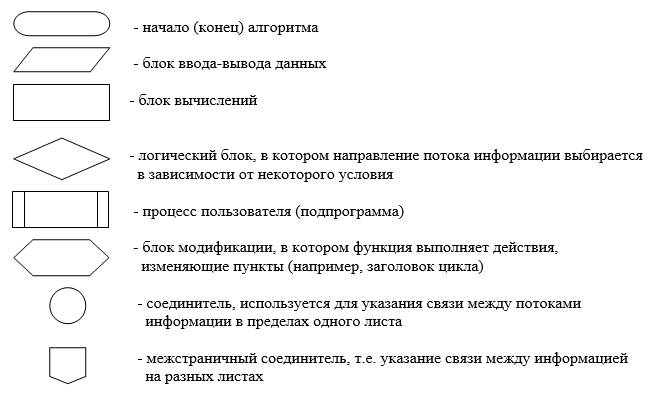 - начало (конец) алгоритма
- блок ввода-вывода данных
- блок вычислений
- логический блок, в котором направление потока информации выбирается
в зависимости от некоторого условия
- процесс пользователя (подпрограмма)
- блок модификации, в котором функция выполняет действия,
изменяющие пункты (например, заголовок цикла)
- соединитель, используется для указания связи между потоками
информации в пределах одного листа
- межстраничный соединитель, т.е. указание связи между информацией
на разных листах